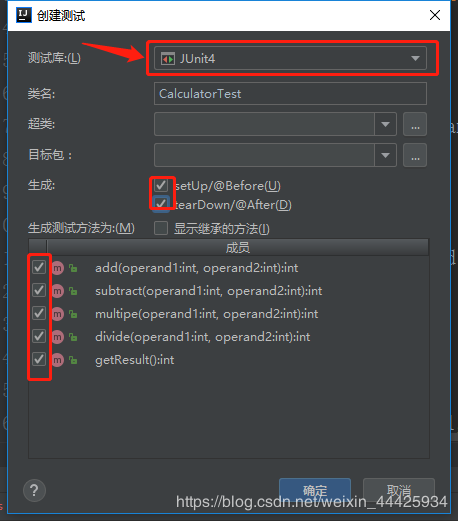 创建测试
测试库:(L) JUnit4
类名: CalculatorTest
超类: ...
目标包: ...
生成: setUp/@Before(U)
tearDown/@After(D)
生成测试方法为:(M) 显示继承的方法(I)
成员
m add(operand1:int, operand2:int):int
m subtract(operand1:int, operand2:int):int
m multipe(operand1:int, operand2:int):int
m divide(operand1:int, operand2:int):int
m getResult():int
? 确定 取消
https://blog.csdn.net/weixin_44425934